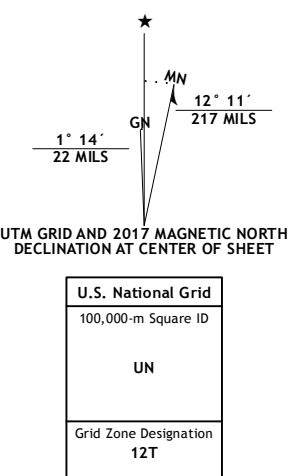 ★
MN
GN
12° 11´
217 MILS
1° 14´
22 MILS
UTM GRID AND 2017 MAGNETIC NORTH
DECLINATION AT CENTER OF SHEET
U.S. National Grid
100,000-m Square ID
UN
Grid Zone Designation
12T